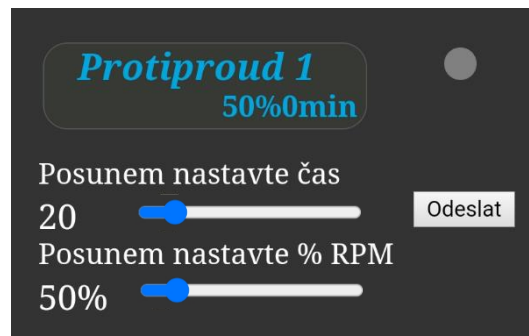 Protiproud 1
50%0min
Posunem nastavte čas
20
Odeslat
Posunem nastavte % RPM
50%